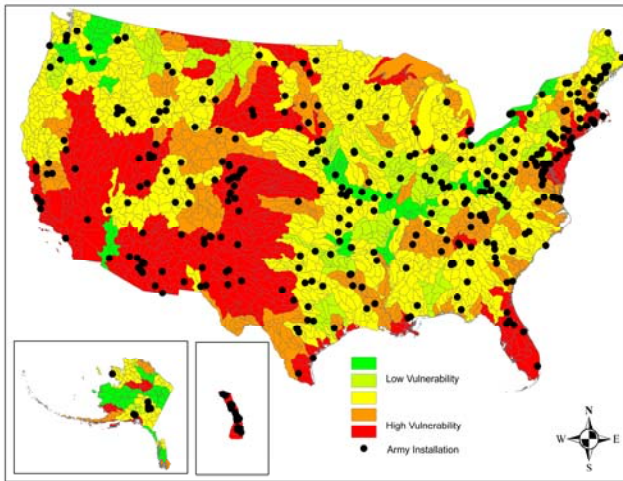 Low Vulnerability
High Vulnerability
Army Installation
N
W E
S